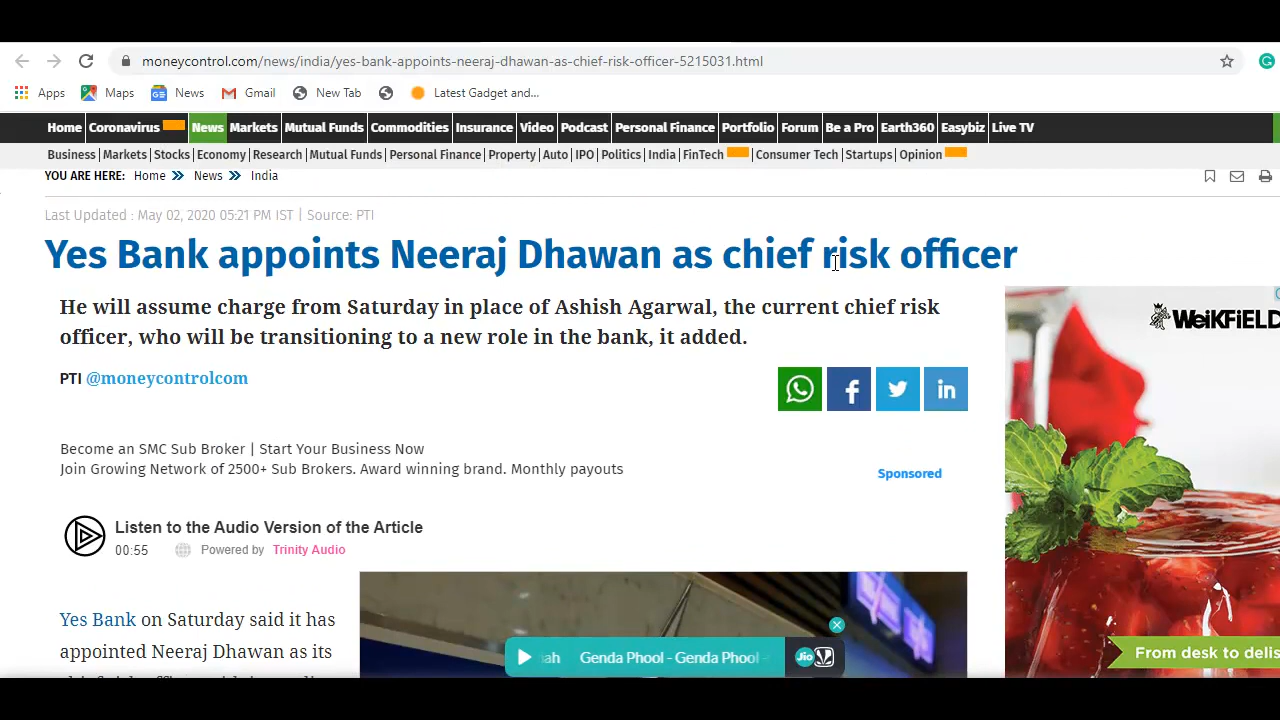 moneycontrol.com/news/india/yes-bank-appoints-neeraj-dhawan-as-chief-risk-officer-5215031.html
Apps Maps News Gmail New Tab Latest Gadget and...
Home Coronavirus News Markets Mutual Funds Commodities Insurance Video Podcast Personal Finance Portfolio Forum Be a Pro Earth360 Easybiz Live TV
Business Markets Stocks Economy Research Mutual Funds Personal Finance Property Auto IPO Politics India FinTech Consumer Tech Startups Opinion
YOU ARE HERE: Home News India
Last Updated : May 02, 2020 05:21 PM IST | Source: PTI
Yes Bank appoints Neeraj Dhawan as chief risk officer
He will assume charge from Saturday in place of Ashish Agarwal, the current chief risk
officer, who will be transitioning to a new role in the bank, it added.
WEIKFIELD
PTI @moneycontrolcom
Become an SMC Sub Broker | Start Your Business Now
Join Growing Network of 2500+ Sub Brokers. Award winning brand. Monthly payouts
Sponsored
Listen to the Audio Version of the Article
00:55 Powered by Trinity Audio
Yes Bank on Saturday said it has
appointed Neeraj Dhawan as its
Genda Phool - Genda Phool -
Jio
From desk to delis